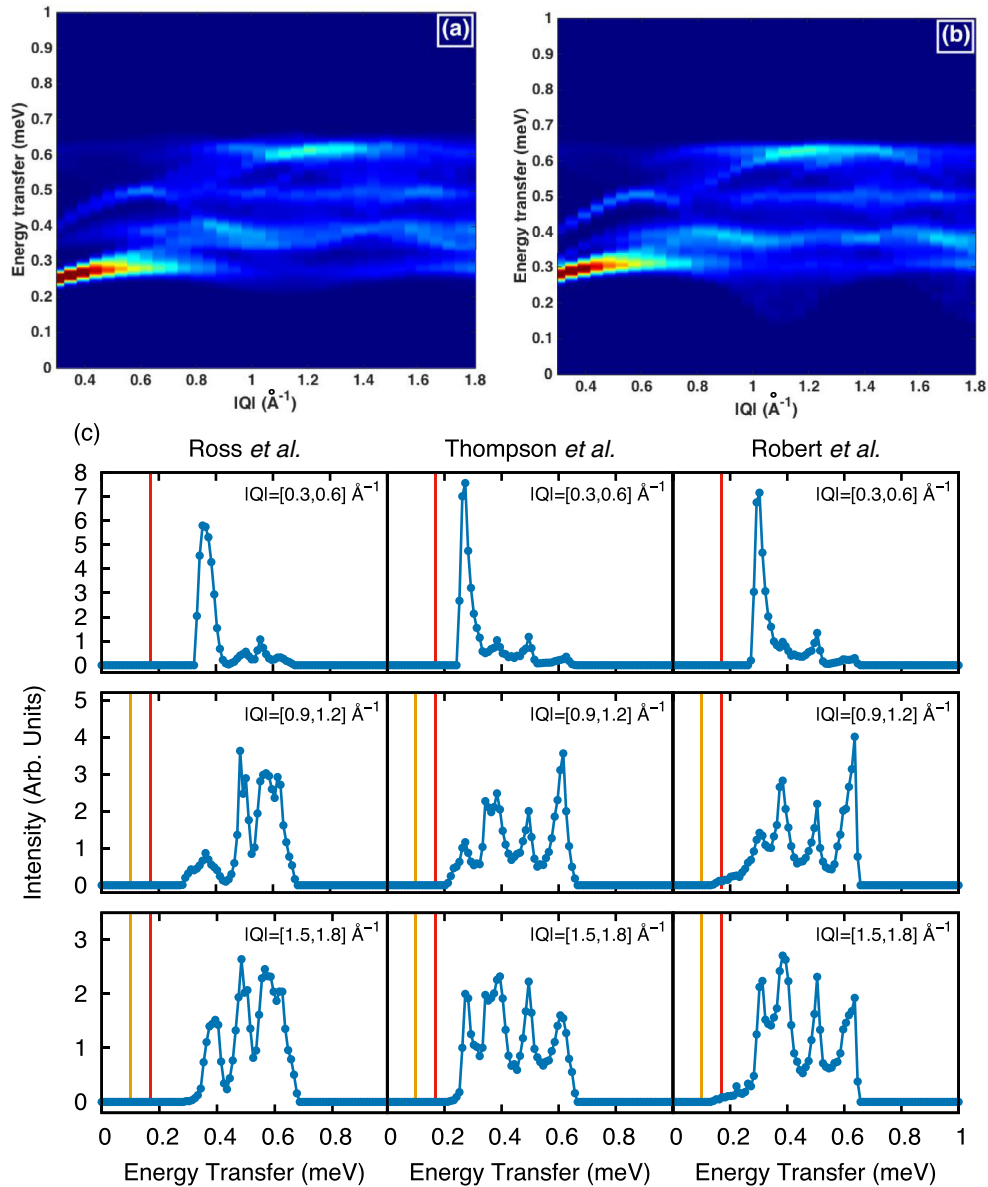 (a)
1
0.9
0.8
0.7
0.6
0.5
0.4
0.3
0.2
0.1
0
Energy transfer (meV)
0.4 0.6 0.8 1 1.2 1.4 1.6 1.8
|Q| (Å⁻¹)
(b)
1
0.9
0.8
0.7
0.6
0.5
0.4
0.3
0.2
0.1
0
Energy transfer (meV)
0.4 0.6 0.8 1 1.2 1.4 1.6 1.8
|Q| (Å⁻¹)
(c)
Ross et al. Thompson et al. Robert et al.
Intensity (Arb. Units)
8
7
6
5
4
3
2
1
0
|Q|=[0.3,0.6] Å⁻¹ |Q|=[0.3,0.6] Å⁻¹ |Q|=[0.3,0.6] Å⁻¹
5
4
3
2
1
0
|Q|=[0.9,1.2] Å⁻¹ |Q|=[0.9,1.2] Å⁻¹ |Q|=[0.9,1.2] Å⁻¹
3
2
1
0
|Q|=[1.5,1.8] Å⁻¹ |Q|=[1.5,1.8] Å⁻¹ |Q|=[1.5,1.8] Å⁻¹
0 0.2 0.4 0.6 0.8 0 0.2 0.4 0.6 0.8 0 0.2 0.4 0.6 0.8 1
Energy Transfer (meV) Energy Transfer (meV) Energy Transfer (meV)